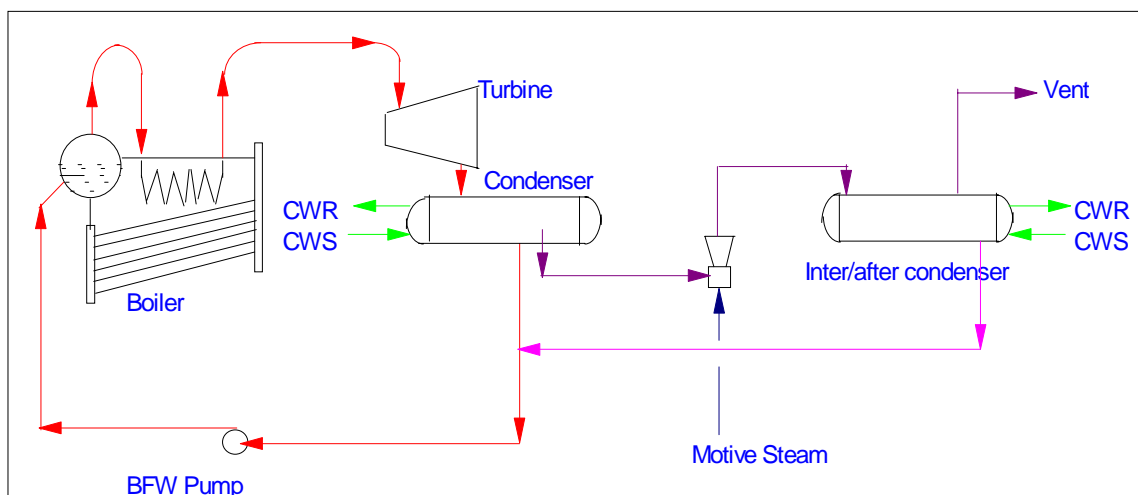 Turbine
Vent
Condenser
CWR
CWS
CWR
CWS
Inter/after condenser
Boiler
Motive Steam
BFW Pump